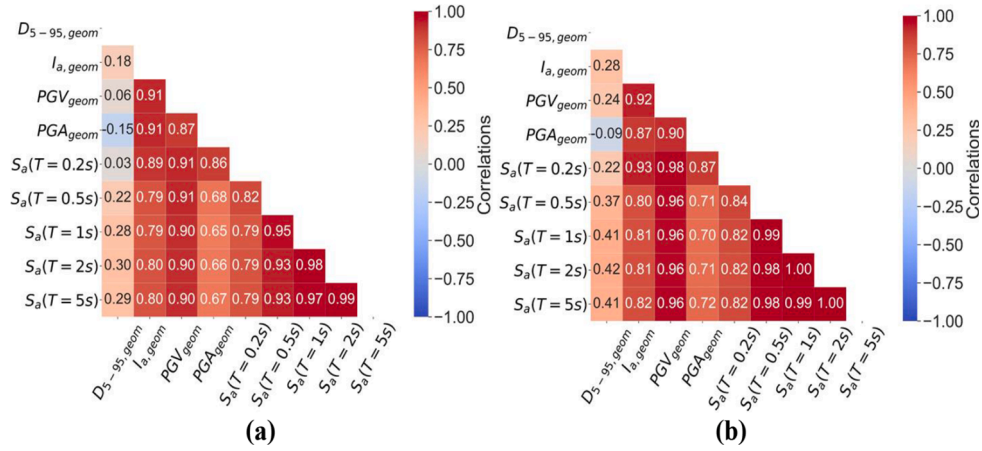 D5−95,geom
Ia,geom 0.18
PGVgeom 0.06 0.91
PGAgeom −0.15 0.91 0.87
Sa(T = 0.2s) 0.03 0.89 0.91 0.86
Sa(T = 0.5s) 0.22 0.79 0.91 0.68 0.82
Sa(T = 1s) 0.28 0.79 0.90 0.65 0.79 0.95
Sa(T = 2s) 0.30 0.80 0.90 0.66 0.79 0.93 0.98
Sa(T = 5s) 0.29 0.80 0.90 0.67 0.79 0.93 0.97 0.99
D5−95,geom
Ia,geom
PGVgeom
PGAgeom
Sa(T = 0.2s)
Sa(T = 0.5s)
Sa(T = 1s)
Sa(T = 2s)
Sa(T = 5s)
1.00
0.75
0.50
0.25
0.00
−0.25
−0.50
−0.75
−1.00
Correlations
(a)
D5−95,geom
Ia,geom 0.28
PGVgeom 0.24 0.92
PGAgeom −0.09 0.87 0.90
Sa(T = 0.2s) 0.22 0.93 0.98 0.87
Sa(T = 0.5s) 0.37 0.80 0.96 0.71 0.84
Sa(T = 1s) 0.41 0.81 0.96 0.70 0.82 0.99
Sa(T = 2s) 0.42 0.81 0.96 0.71 0.82 0.98 1.00
Sa(T = 5s) 0.41 0.82 0.96 0.72 0.82 0.98 0.99 1.00
D5−95,geom
Ia,geom
PGVgeom
PGAgeom
Sa(T = 0.2s)
Sa(T = 0.5s)
Sa(T = 1s)
Sa(T = 2s)
Sa(T = 5s)
1.00
0.75
0.50
0.25
0.00
−0.25
−0.50
−0.75
−1.00
Correlations
(b)